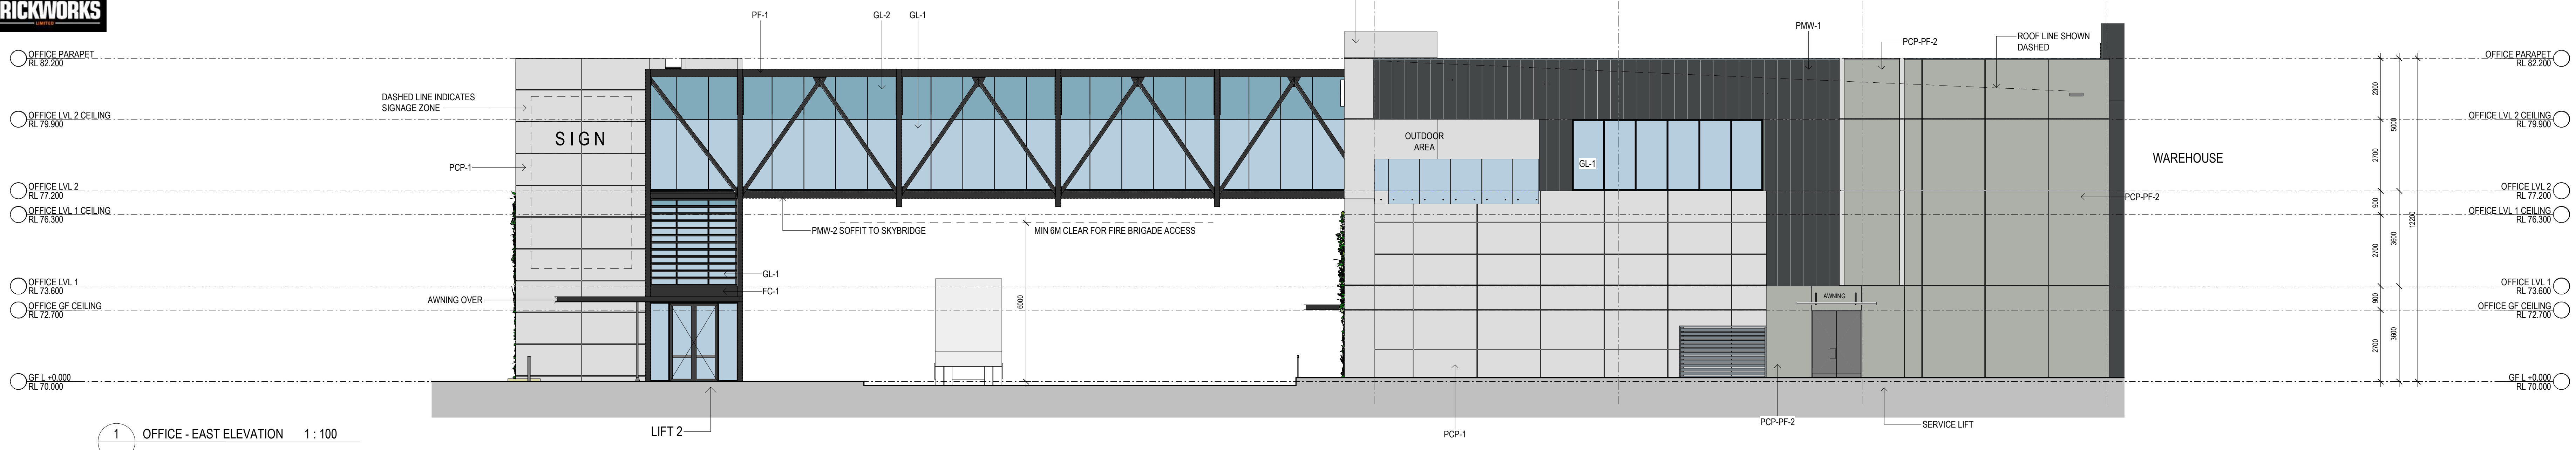 RICKWORKS
LIMITED
PF-1
GL-2
GL-1
PMW-1
PCP-PF-2
ROOF LINE SHOWN
DASHED
OFFICE PARAPET
RL 82.200
OFFICE PARAPET
RL 82.200
DASHED LINE INDICATES
SIGNAGE ZONE
2300
OFFICE LVL 2 CEILING
RL 79.900
SIGN
OUTDOOR
AREA
5000
OFFICE LVL 2 CEILING
RL 79.900
PCP-1
GL-1
2700
WAREHOUSE
OFFICE LVL 2
RL 77.200
OFFICE LVL 2
RL 77.200
PCP-PF-2
OFFICE LVL 1 CEILING
RL 76.300
900
12200
OFFICE LVL 1 CEILING
RL 76.300
PMW-2 SOFFIT TO SKYBRIDGE
MIN 6M CLEAR FOR FIRE BRIGADE ACCESS
2700
3600
GL-1
OFFICE LVL 1
RL 73.600
OFFICE LVL 1
RL 73.600
FC-1
AWNING OVER
6000
AWNING
900
OFFICE GF CEILING
RL 72.700
OFFICE GF CEILING
RL 72.700
2700
3600
GF L +0.000
RL 70.000
GF L +0.000
RL 70.000
LIFT 2
PCP-1
PCP-PF-2
SERVICE LIFT
1 OFFICE - EAST ELEVATION 1 : 100